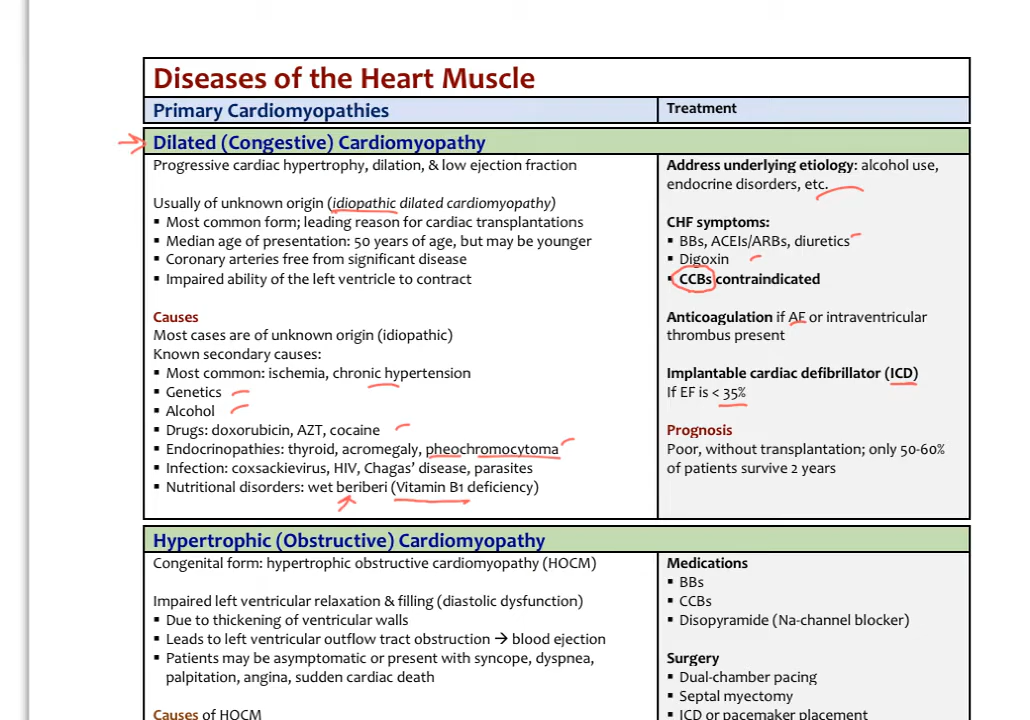 Diseases of the Heart Muscle
Primary Cardiomyopathies
Treatment
Dilated (Congestive) Cardiomyopathy
Progressive cardiac hypertrophy, dilation, & low ejection fraction
Usually of unknown origin (idiopathic dilated cardiomyopathy)
▪ Most common form; leading reason for cardiac transplantations
▪ Median age of presentation: 50 years of age, but may be younger
▪ Coronary arteries free from significant disease
▪ Impaired ability of the left ventricle to contract
Causes
Most cases are of unknown origin (idiopathic)
Known secondary causes:
▪ Most common: ischemia, chronic hypertension
▪ Genetics
▪ Alcohol
▪ Drugs: doxorubicin, AZT, cocaine
▪ Endocrinopathies: thyroid, acromegaly, pheochromocytoma
▪ Infection: coxsackievirus, HIV, Chagas' disease, parasites
▪ Nutritional disorders: wet beriberi (Vitamin B1 deficiency)
Address underlying etiology: alcohol use,
endocrine disorders, etc.
CHF symptoms:
▪ BBs, ACEIs/ARBs, diuretics
▪ Digoxin
▪ CCBs contraindicated
Anticoagulation if AF or intraventricular
thrombus present
Implantable cardiac defibrillator (ICD)
If EF is < 35%
Prognosis
Poor, without transplantation; only 50-60%
of patients survive 2 years
Hypertrophic (Obstructive) Cardiomyopathy
Congenital form: hypertrophic obstructive cardiomyopathy (HOCM)
Impaired left ventricular relaxation & filling (diastolic dysfunction)
▪ Due to thickening of ventricular walls
▪ Leads to left ventricular outflow tract obstruction → blood ejection
▪ Patients may be asymptomatic or present with syncope, dyspnea,
palpitation, angina, sudden cardiac death
Causes of HOCM
Medications
▪ BBs
▪ CCBs
▪ Disopyramide (Na-channel blocker)
Surgery
▪ Dual-chamber pacing
▪ Septal myectomy
▪ ICD or pacemaker placement